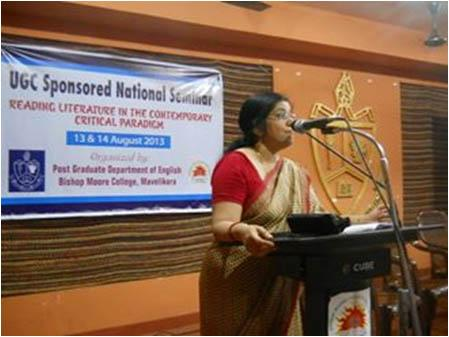 UGC Sponsored National Seminar
READING LITERATURE IN THE CONTEMPORARY
CRITICAL PARADIGM
13 & 14 August 2013
Organized by:
Post Graduate Department of English
Bishop Moore College, Mavelikara
CUBE